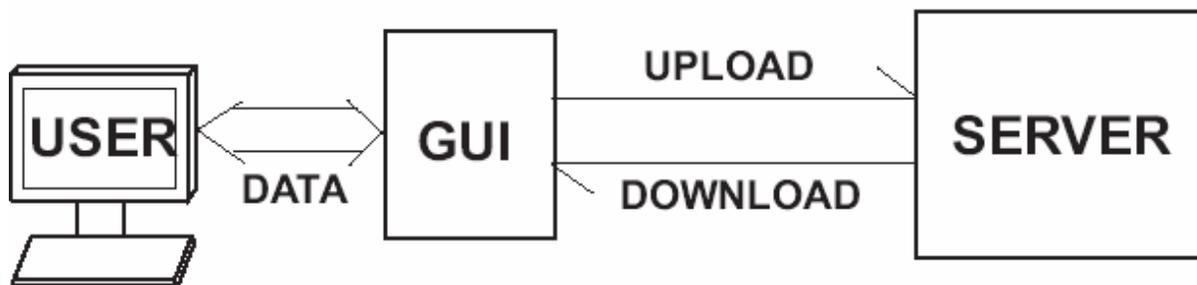 USER
DATA
GUI
UPLOAD
DOWNLOAD
SERVER